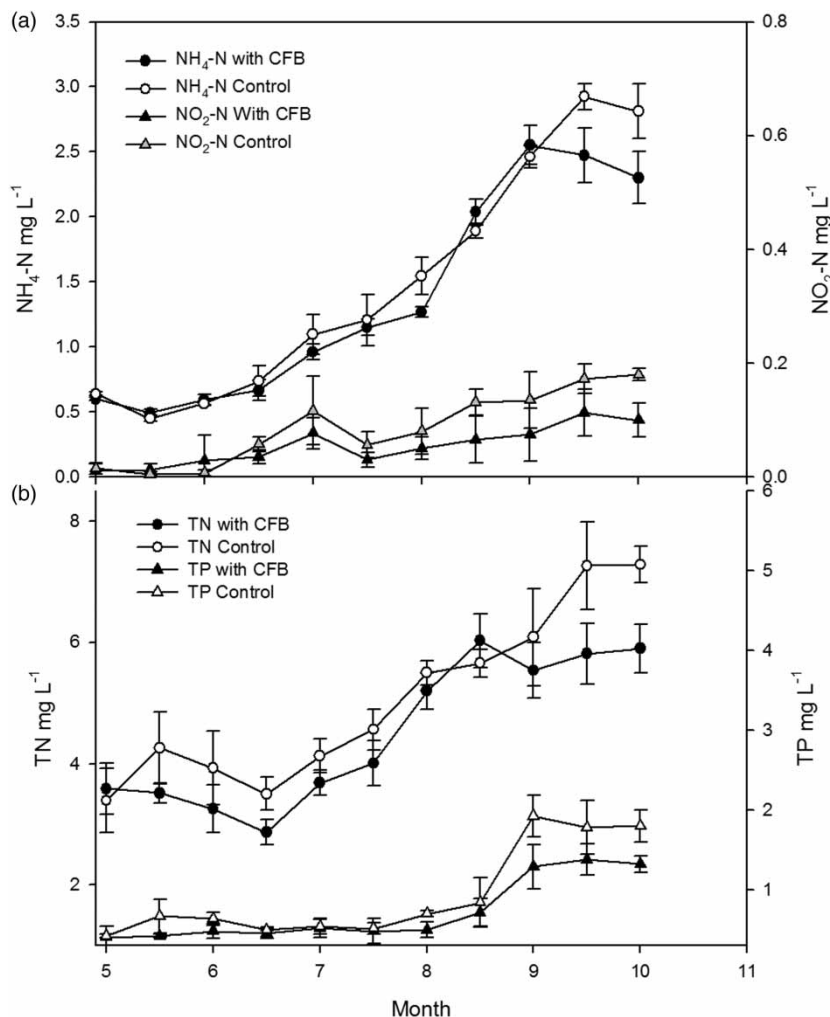 (a)
3.5
3.0
2.5
2.0
1.5
1.0
0.5
0.0
NH₄-N mg L⁻¹
NH₄-N with CFB
NH₄-N Control
NO₂-N With CFB
NO₂-N Control
0.8
0.6
0.4
0.2
0.0
NO₂-N mg L⁻¹
(b)
8
6
4
2
TN mg L⁻¹
TN with CFB
TN Control
TP with CFB
TP Control
6
5
4
3
2
1
TP mg L⁻¹
5 6 7 8 9 10 11
Month